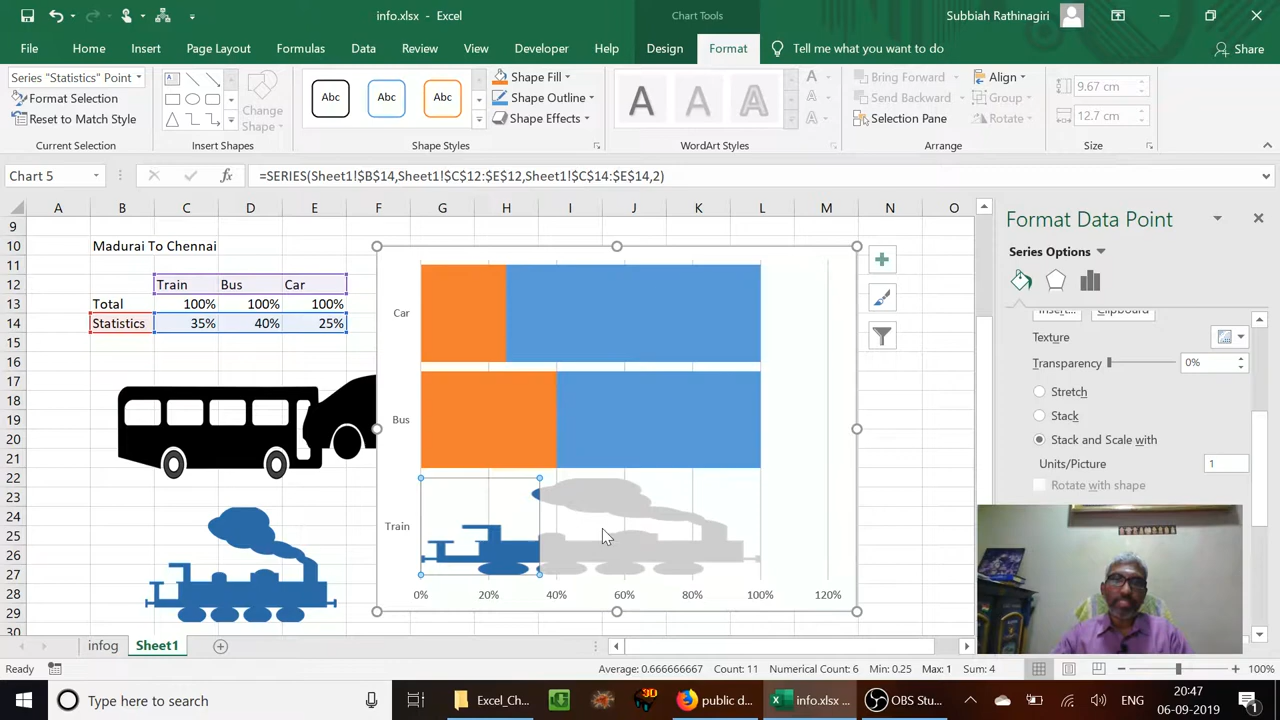 info.xlsx - Excel
Chart Tools
Subbiah Rathinagiri
File Home Insert Page Layout Formulas Data Review View Developer Help Design Format Tell me what you want to do Share
Series "Statistics" Point
Format Selection
Reset to Match Style
Current Selection
Change
Shape
Insert Shapes
Abc Abc Abc
Shape Fill
Shape Outline
Shape Effects
Shape Styles
A A A
WordArt Styles
Bring Forward
Send Backward
Selection Pane
Align
Group
Rotate
Arrange
9.67 cm
12.7 cm
Size
Chart 5
fx
=SERIES(Sheet1!$B$14,Sheet1!$C$12:$E$12,Sheet1!$C$14:$E$14,2)
A B C D E F G H I J K L M N O
9
10 Madurai To Chennai
11
12 Train Bus Car
13 Total 100% 100% 100%
14 Statistics 35% 40% 25%
15
16
17
18
19
20
21
22
23
24
25
26
27
28
29
30
Car
Bus
Train
0% 20% 40% 60% 80% 100% 120%
Format Data Point
Series Options
Insert... Clipboard
Texture
Transparency 0%
Stretch
Stack
Stack and Scale with
Units/Picture 1
Rotate with shape
infog Sheet1
Ready
Average: 0.666666667 Count: 11 Numerical Count: 6 Min: 0.25 Max: 1 Sum: 4
100%
Type here to search
Excel_Ch...
3D
public d...
info.xlsx ...
OBS Stu...
ENG
20:47
06-09-2019
1